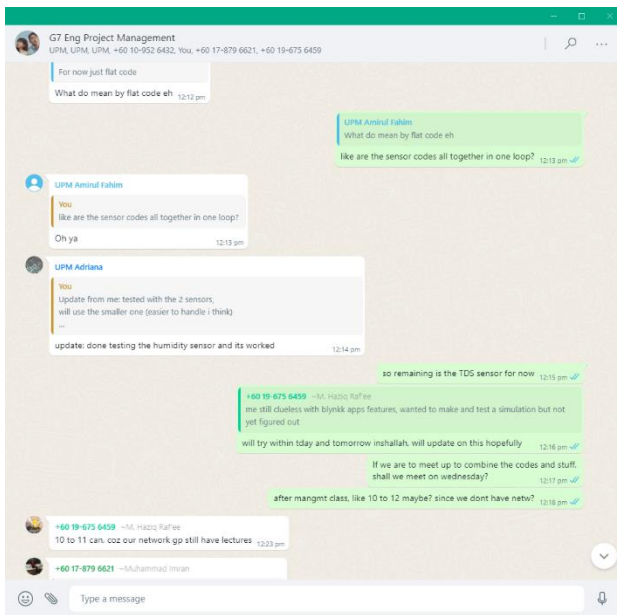 G7 Eng Project Management
UPM, UPM, UPM, +60 10-952 6432, You, +60 17-879 6621, +60 19-675 6459
For now just flat code
What do mean by flat code eh 12:12 pm
UPM Amirul Fahim
What do mean by flat code eh
like are the sensor codes all together in one loop? 12:13 pm
UPM Amirul Fahim
You
like are the sensor codes all together in one loop?
Oh ya
12:13 pm
UPM Adriana
You
Update from me: tested with the 2 sensors,
will use the smaller one (easier to handle i think)
...
update: done testing the humidity sensor and its worked
12:14 pm
so remaining is the TDS sensor for now 12:15 pm
+60 19-675 6459 ~M. Haziq Raf'ee
me still clueless with blynkk apps features, wanted to make and test a simulation but not
yet figured out
will try within tday and tomorrow inshallah, will update on this hopefully 12:16 pm
If we are to meet up to combine the codes and stuff,
shall we meet on wednesday? 12:17 pm
after mangmt class, like 10 to 12 maybe? since we dont have netw? 12:18 pm
+60 19-675 6459 ~M. Haziq Raf'ee
10 to 11 can, coz our network gp still have lectures 12:23 pm
+60 17-879 6621 ~Muhammad Imran
Type a message